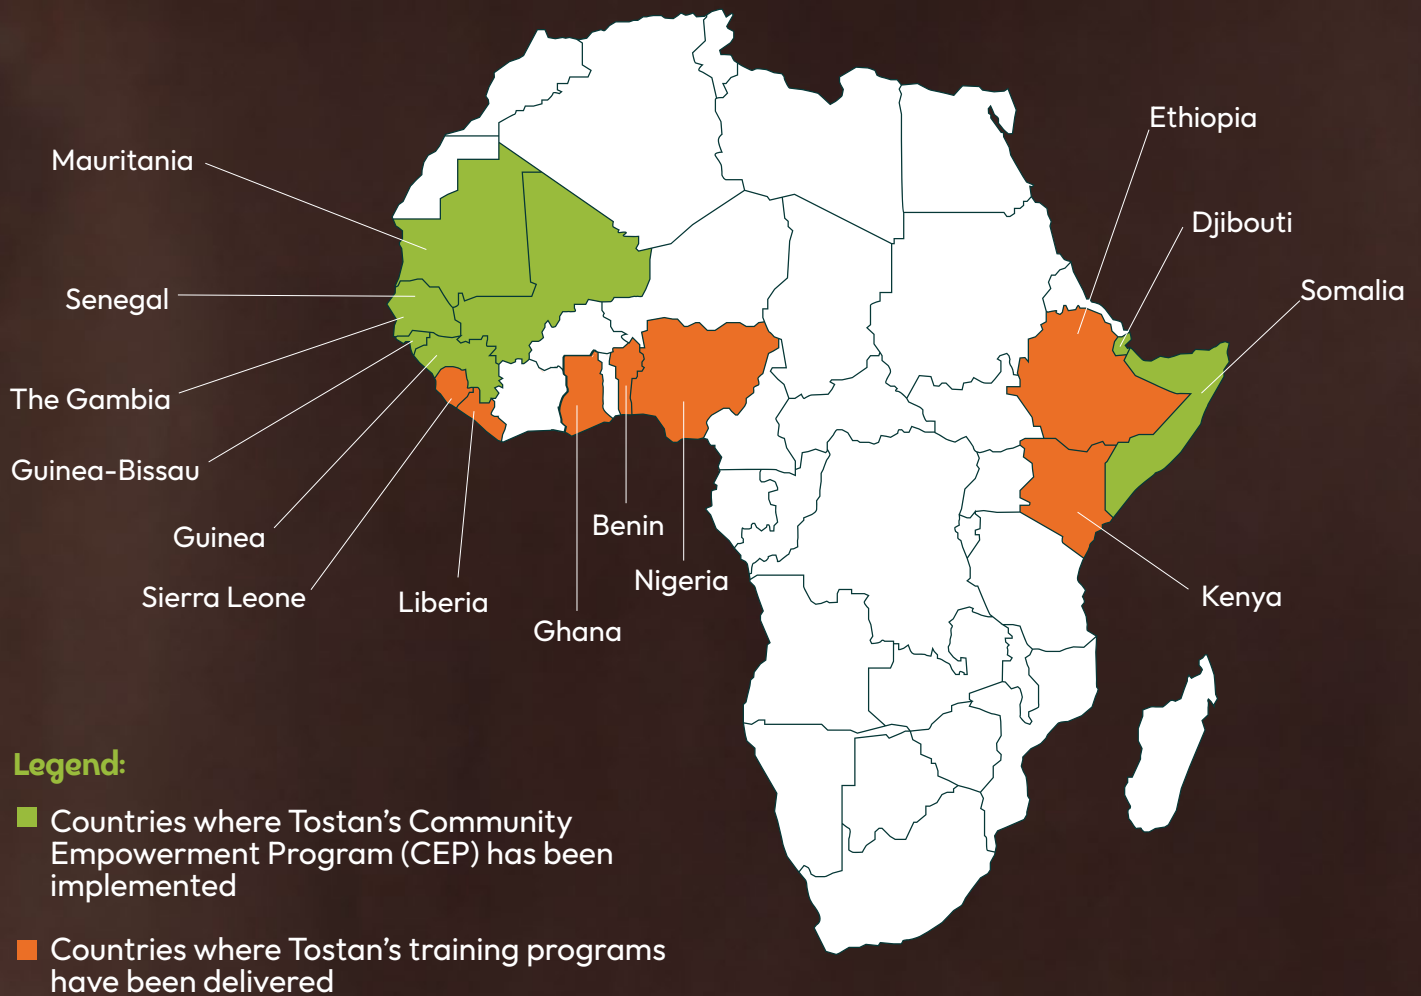 Ethiopia
Mauritania
Djibouti
Senegal
Somalia
The Gambia
Guinea-Bissau
Guinea
Benin
Nigeria
Sierra Leone
Liberia
Kenya
Ghana
Legend:
Countries where Tostan's Community
Empowerment Program (CEP) has been
implemented
Countries where Tostan's training programs
have been delivered